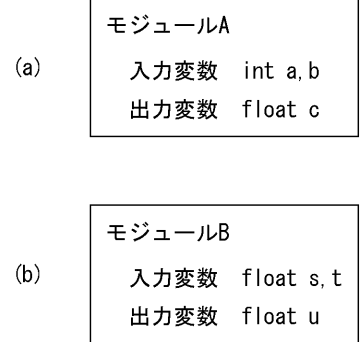 (a)
モジュールA
入力変数 int a,b
出力変数 float c
(b)
モジュールB
入力変数 float s,t
出力変数 float u